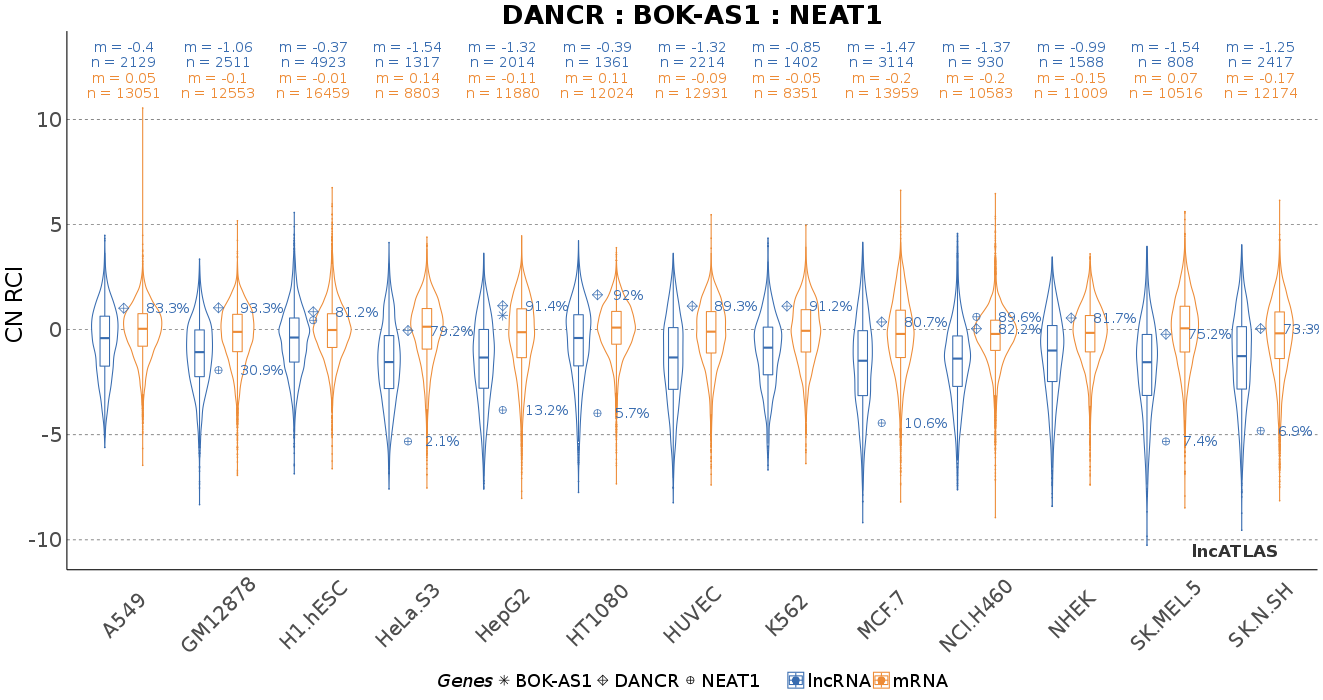 DANCR : BOK-AS1 : NEAT1
m = -0.4 m = -1.06 m = -0.37 m = -1.54 m = -1.32 m = -0.39 m = -1.32 m = -0.85 m = -1.47 m = -1.37 m = -0.99 m = -1.54 m = -1.25
n = 2129 n = 2511 n = 4923 n = 1317 n = 2014 n = 1361 n = 2214 n = 1402 n = 3114 n = 930 n = 1588 n = 808 n = 2417
m = 0.05 m = -0.1 m = -0.01 m = 0.14 m = -0.11 m = 0.11 m = -0.09 m = -0.05 m = -0.2 m = -0.2 m = -0.15 m = 0.07 m = -0.17
n = 13051 n = 12553 n = 16459 n = 8803 n = 11880 n = 12024 n = 12931 n = 8351 n = 13959 n = 10583 n = 11009 n = 10516 n = 12174
10
5
0
-5
-10
CN RCI
83.3% 93.3% 81.2% 79.2% 91.4% 92% 89.3% 91.2% 80.7% 89.6% 81.7% 75.2% 73.3%
82.2%
30.9% 2.1% 13.2% 5.7% 10.6% 7.4% 6.9%
lncATLAS
A549 GM12878 H1.hESC HeLa.S3 HepG2 HT1080 HUVEC K562 MCF.7 NCI.H460 NHEK SK.MEL.5 SK.N.SH
Genes BOK-AS1 DANCR NEAT1 lncRNA mRNA